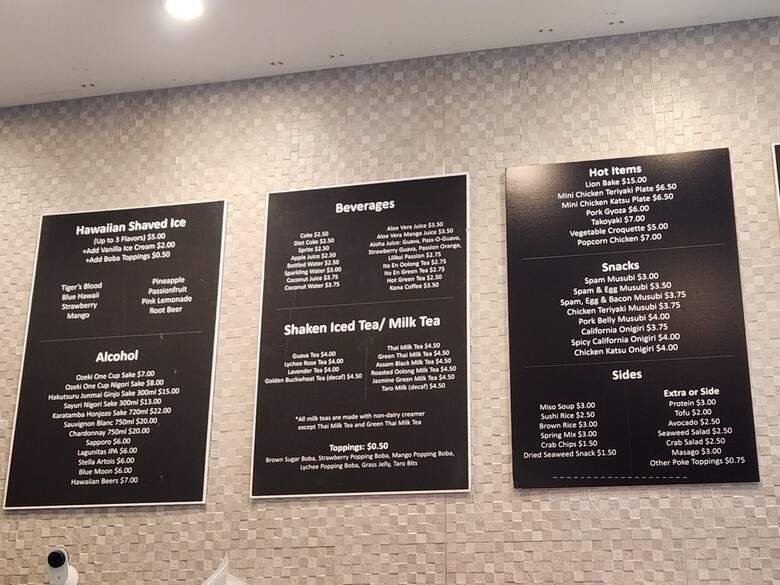 Hawaiian Shaved Ice
(Up to 3 Flavors) $5.00
+Add Vanilla Ice Cream $2.00
+Add Boba Toppings $0.50
Tiger's Blood
Blue Hawaii
Strawberry
Mango
Pineapple
Passionfruit
Pink Lemonade
Root Beer
Alcohol
Ozeki One Cup Sake $7.00
Ozeki One Cup Nigori Sake $8.00
Hakutsuru Junmai Ginjo Sake 300ml $15.00
Sayuri Nigori Sake 300ml $13.00
Karatamba Honjozo Sake 720ml $22.00
Sauvignon Blanc 750ml $20.00
Chardonnay 750ml $20.00
Sapporo $6.00
Lagunitas IPA $6.00
Stella Artois $6.00
Blue Moon $6.00
Hawaiian Beers $7.00
Beverages
Coke $2.50
Diet Coke $2.50
Sprite $2.50
Apple Juice $2.50
Bottled Water $2.50
Sparkling Water $3.00
Coconut Juice $3.75
Coconut Water $3.75
Aloe Vera Juice $3.50
Aloe Vera Mango Juice $3.50
Aloha Juice: Guava, Pass-O-Guava,
Strawberry Guava, Passion Orange,
Lilikoi Passion $2.75
Ito En Oolong Tea $2.75
Ito En Green Tea $2.75
Hot Green Tea $2.50
Kona Coffee $3.50
Shaken Iced Tea/ Milk Tea
Guava Tea $4.00
Lychee Rose Tea $4.00
Lavender Tea $4.00
Golden Buckwheat Tea (decaf) $4.50
Thai Milk Tea $4.50
Green Thai Milk Tea $4.50
Assam Black Milk Tea $4.50
Roasted Oolong Milk Tea $4.50
Jasmine Green Milk Tea $4.50
Taro Milk (decaf) $4.50
*All milk teas are made with non-dairy creamer
except Thai Milk Tea and Green Thai Milk Tea
Toppings: $0.50
Brown Sugar Boba, Strawberry Popping Boba, Mango Popping Boba,
Lychee Popping Boba, Grass Jelly, Taro Bits
Hot Items
Lion Bake $15.00
Mini Chicken Teriyaki Plate $6.50
Mini Chicken Katsu Plate $6.50
Pork Gyoza $6.00
Takoyaki $7.00
Vegetable Croquette $5.00
Popcorn Chicken $7.00
Snacks
Spam Musubi $3.00
Spam & Egg Musubi $3.50
Spam, Egg & Bacon Musubi $3.75
Chicken Teriyaki Musubi $3.75
Pork Belly Musubi $4.00
California Onigiri $3.75
Spicy California Onigiri $4.00
Chicken Katsu Onigiri $4.00
Sides
Miso Soup $3.00
Sushi Rice $2.50
Brown Rice $3.00
Spring Mix $3.00
Crab Chips $1.50
Dried Seaweed Snack $1.50
Extra or Side
Protein $3.00
Tofu $2.00
Avocado $2.50
Seaweed Salad $2.50
Crab Salad $2.50
Masago $3.00
Other Poke Toppings $0.75